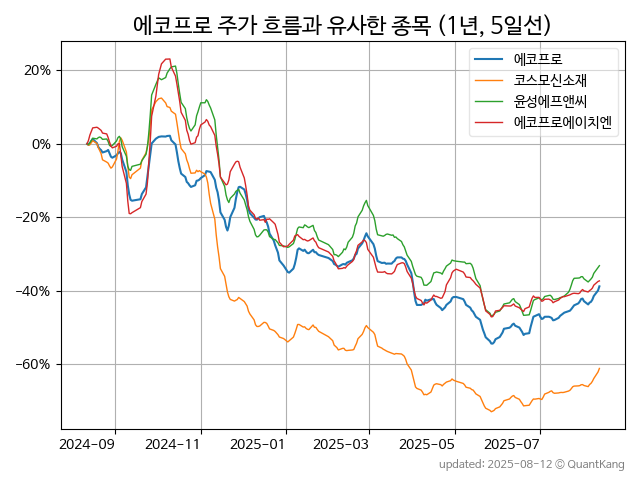 에코프로 주가 흐름과 유사한 종목 (1년, 5일선)
에코프로
코스모신소재
윤성에프앤씨
에코프로에이치엔
20%
0%
−20%
−40%
−60%
2024-09
2024-11
2025-01
2025-03
2025-05
2025-07
updated: 2025-08-12 © QuantKang